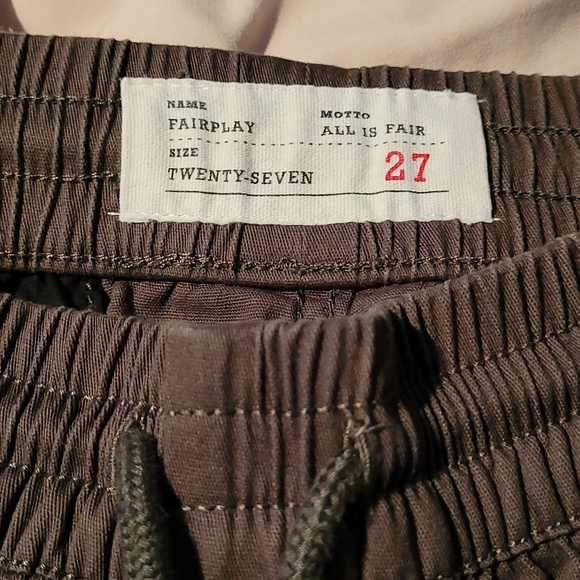 NAME
FAIRPLAY
MOTTO
ALL IS FAIR
SIZE
TWENTY-SEVEN
27